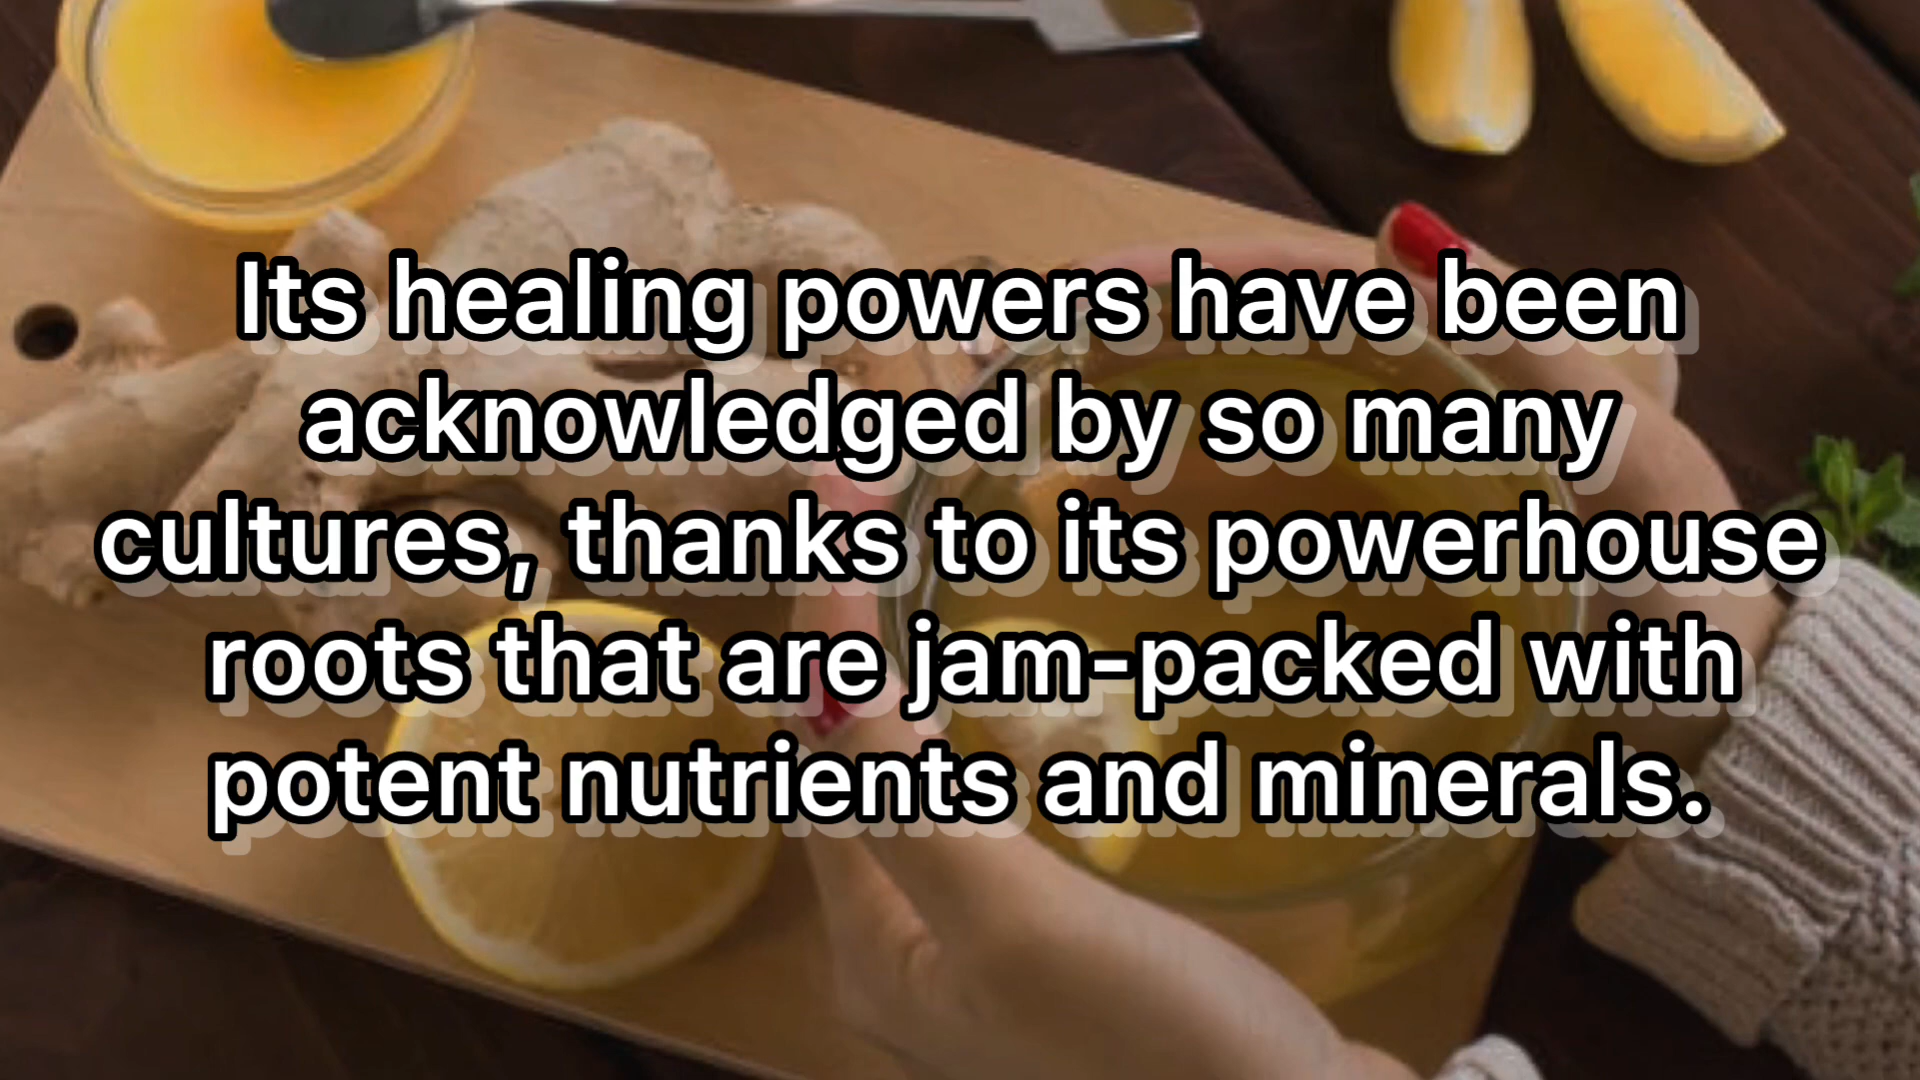 Its healing powers have been
acknowledged by so many
cultures, thanks to its powerhouse
roots that are jam-packed with
potent nutrients and minerals.